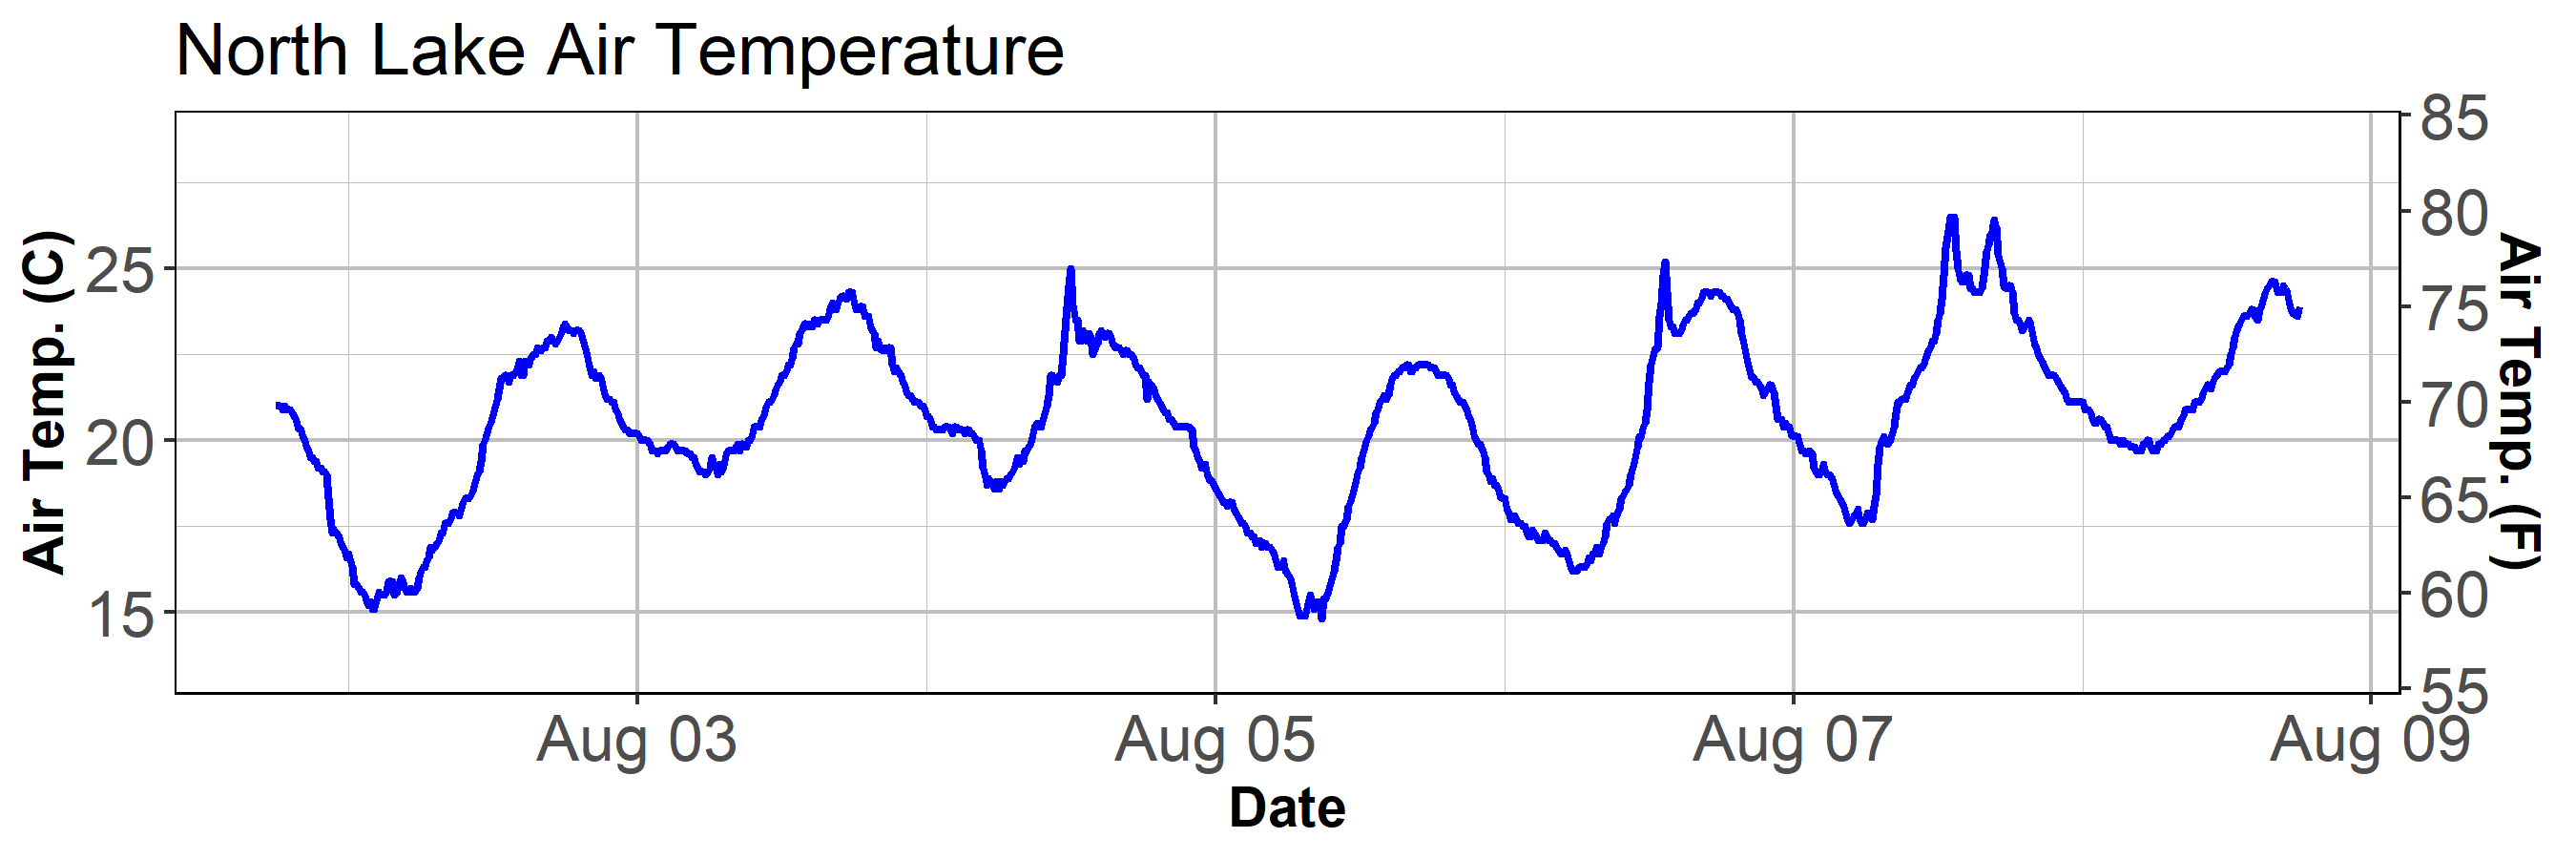 North Lake Air Temperature
Air Temp. (C)
25
20
15
85
80
75
70
65
60
55
Air Temp. (F)
Aug 03
Aug 05
Aug 07
Aug 09
Date